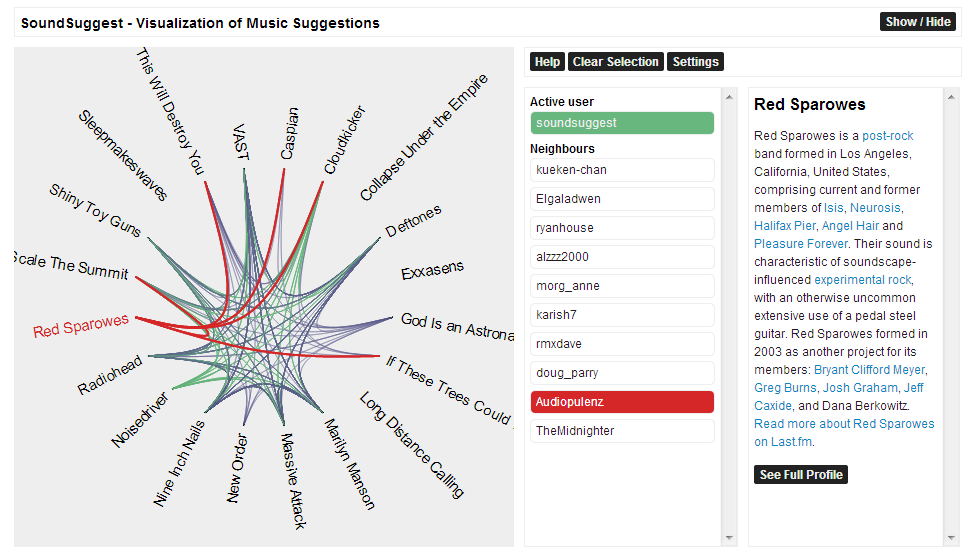 SoundSuggest - Visualization of Music Suggestions
Show / Hide
This Will Destroy You
VAST
Caspian
Cloudkicker
Collapse Under the Empire
Deftones
Exxasens
God Is an Astrona
If These Trees Could
Long Distance Calling
Marilyn Manson
Massive Attack
New Order
Nine Inch Nails
Noisedriver
Radiohead
Red Sparowes
Scale The Summit
Shiny Toy Guns
Sleepmakeswaves
Help
Clear Selection
Settings
Active user
soundsuggest
Neighbours
kueken-chan
Elgaladwen
ryanhouse
alzzz2000
morg_anne
karish7
rmxdave
doug_parry
Audiopulenz
TheMidnighter
Red Sparowes
Red Sparowes is a post-rock
band formed in Los Angeles,
California, United States,
comprising current and former
members of Isis, Neurosis,
Halifax Pier, Angel Hair and
Pleasure Forever. Their sound is
characteristic of soundscape-
influenced experimental rock,
with an otherwise uncommon
extensive use of a pedal steel
guitar. Red Sparowes formed in
2003 as another project for its
members: Bryant Clifford Meyer,
Greg Burns, Josh Graham, Jeff
Caxide, and Dana Berkowitz.
Read more about Red Sparowes
on Last.fm.
See Full Profile